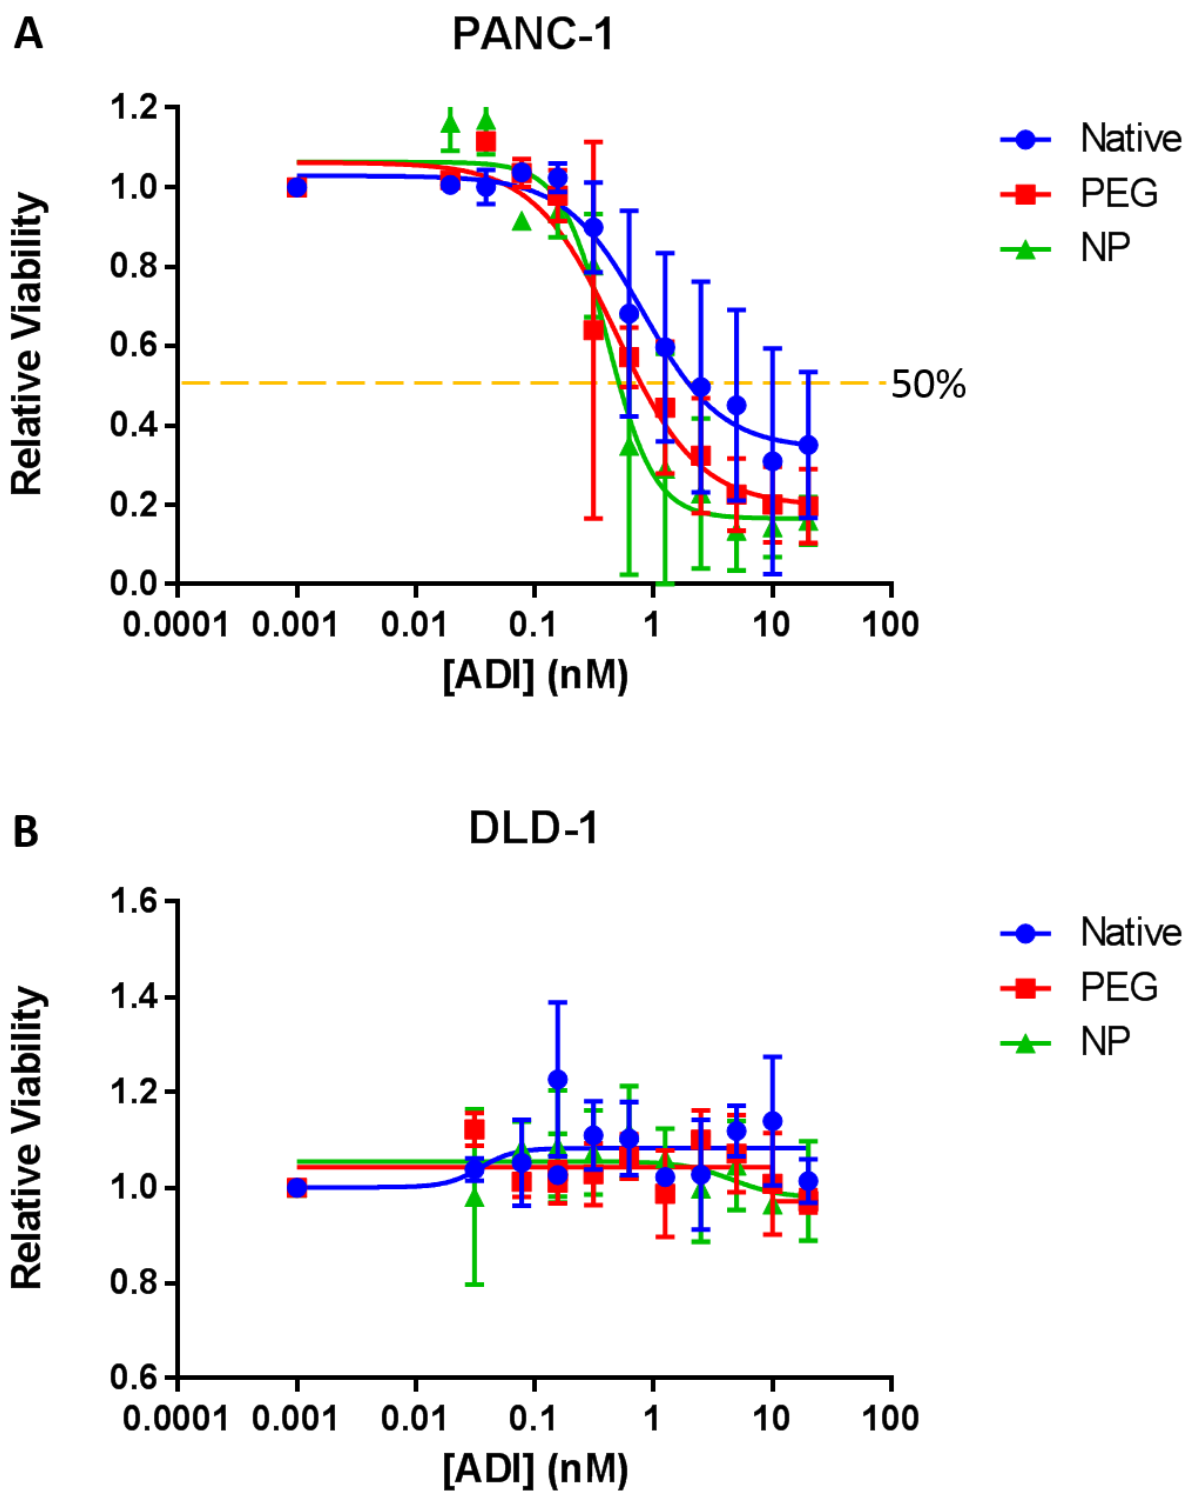 A
PANC-1
1.2
1.0
0.8
0.6
0.4
0.2
0.0
Relative Viability
50%
0.0001 0.001 0.01 0.1 1 10 100
[ADI] (nM)
Native
PEG
NP
B
DLD-1
1.6
1.4
1.2
1.0
0.8
0.6
Relative Viability
0.0001 0.001 0.01 0.1 1 10 100
[ADI] (nM)
Native
PEG
NP